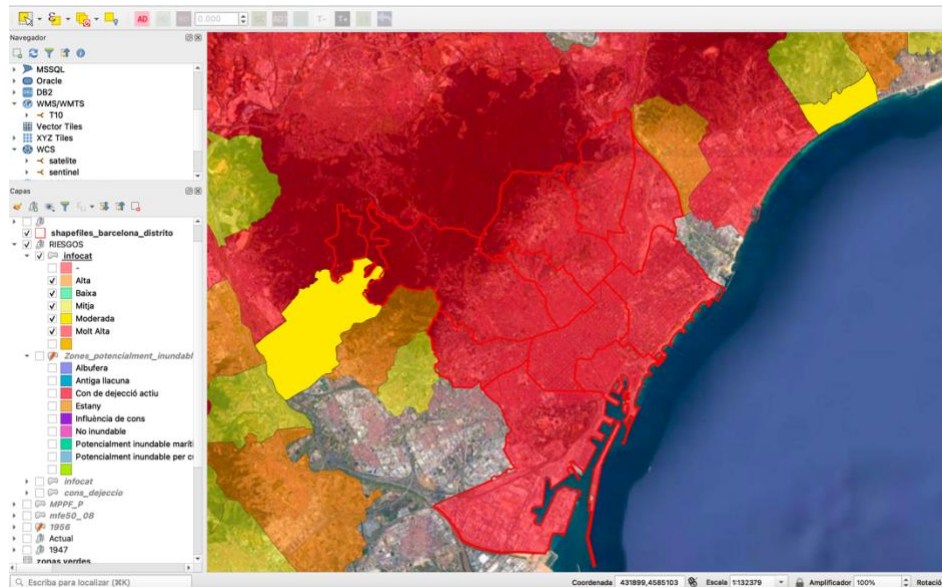 AD
0.000
T-
T+
Navegador
MSSQL
Oracle
DB2
WMS/WMTS
T10
Vector Tiles
XYZ Tiles
WCS
satelite
sentinel
Capas
shapefiles_barcelona_distrito
RIESGOS
infocat
-
Alta
Baixa
Mitja
Moderada
Molt Alta
Zones_potencialment_inundabl
Albufera
Antiga llacuna
Con de dejecció actiu
Estany
Influència de cons
No inundable
Potencialment inundable marít
Potencialment inundable per c
infocat
cons_dejeccio
MPPF_P
mfe50_08
1956
Actual
1947
zonas verdes
Escriba para localizar (⌘K)
Coordenada 431899,4585103 Escala 1:132379 Amplificador 100% Rotació